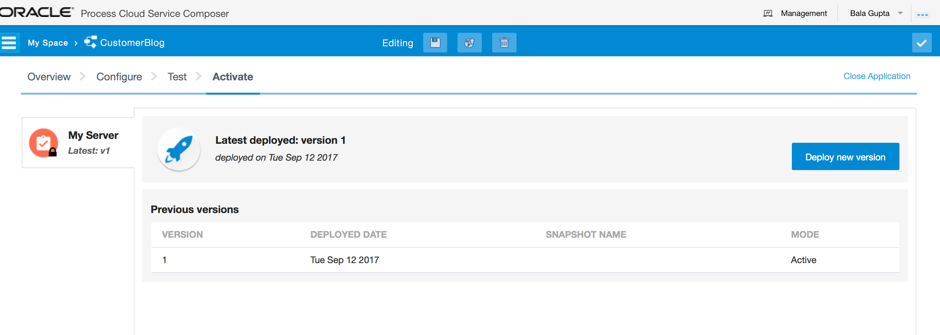 ORACLE® Process Cloud Service Composer Management Bala Gupta
My Space > CustomerBlog Editing
Overview Configure Test Activate Close Application
My Server
Latest: v1
Latest deployed: version 1
deployed on Tue Sep 12 2017
Deploy new version
Previous versions
VERSION DEPLOYED DATE SNAPSHOT NAME MODE
1 Tue Sep 12 2017 Active